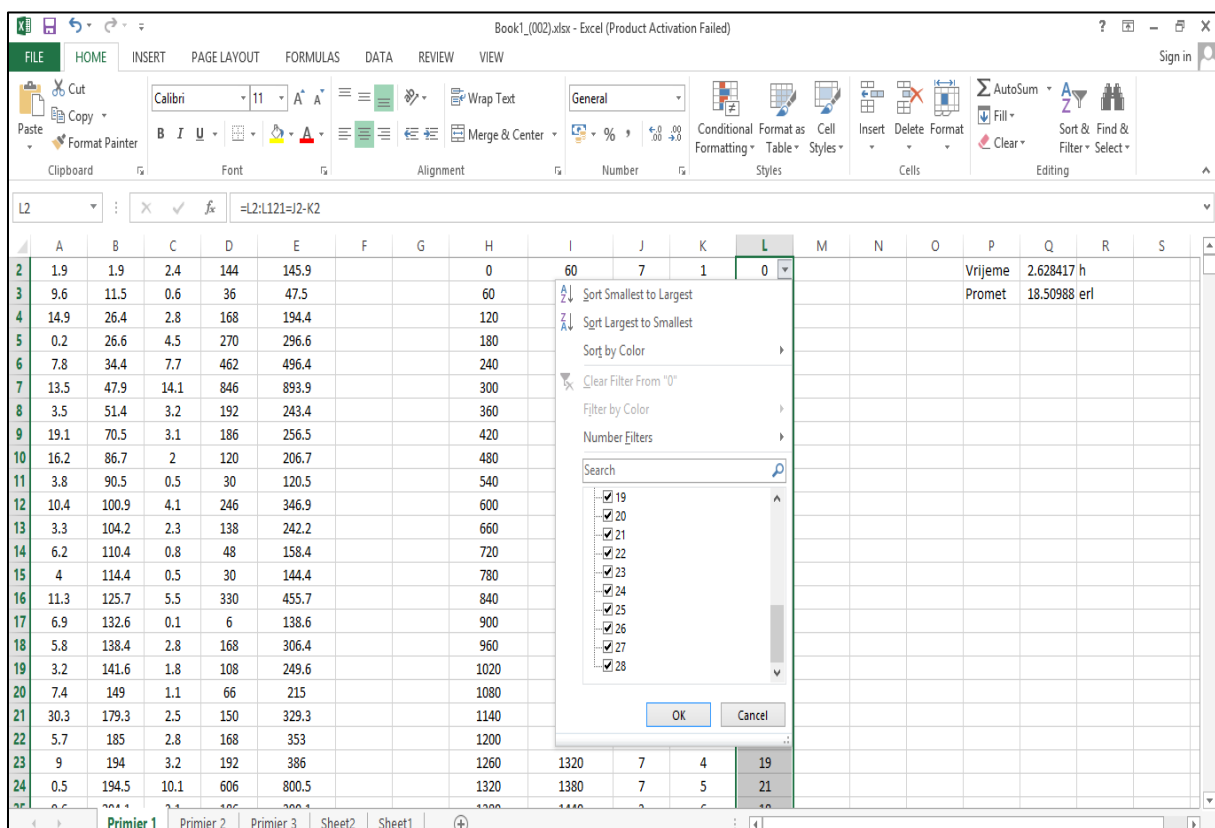 Book1_(002).xlsx - Excel (Product Activation Failed)
FILE HOME INSERT PAGE LAYOUT FORMULAS DATA REVIEW VIEW Sign in
Cut
Copy
Format Painter
Paste
Clipboard
Calibri 11
B I U
Font
Wrap Text
Merge & Center
Alignment
General
% , .0 .00
Number
Conditional Formatting
Format as Table
Cell Styles
Styles
Insert Delete Format
Cells
AutoSum
Fill
Clear
Sort & Filter
Find & Select
Editing
L2 fx =L2:L121=J2-K2
A B C D E F G H I J K L M N O P Q R S
2 1.9 1.9 2.4 144 145.9 0 60 7 1 0 Vrijeme 2.628417 h
3 9.6 11.5 0.6 36 47.5 60 Promet 18.50988 erl
4 14.9 26.4 2.8 168 194.4 120
5 0.2 26.6 4.5 270 296.6 180
6 7.8 34.4 7.7 462 496.4 240
7 13.5 47.9 14.1 846 893.9 300
8 3.5 51.4 3.2 192 243.4 360
9 19.1 70.5 3.1 186 256.5 420
10 16.2 86.7 2 120 206.7 480
11 3.8 90.5 0.5 30 120.5 540
12 10.4 100.9 4.1 246 346.9 600
13 3.3 104.2 2.3 138 242.2 660
14 6.2 110.4 0.8 48 158.4 720
15 4 114.4 0.5 30 144.4 780
16 11.3 125.7 5.5 330 455.7 840
17 6.9 132.6 0.1 6 138.6 900
18 5.8 138.4 2.8 168 306.4 960
19 3.2 141.6 1.8 108 249.6 1020
20 7.4 149 1.1 66 215 1080
21 30.3 179.3 2.5 150 329.3 1140
22 5.7 185 2.8 168 353 1200
23 9 194 3.2 192 386 1260 1320 7 4 19
24 0.5 194.5 10.1 606 800.5 1320 1380 7 5 21
Sort Smallest to Largest
Sort Largest to Smallest
Sort by Color
Clear Filter From "0"
Filter by Color
Number Filters
Search
19
20
21
22
23
24
25
26
27
28
OK Cancel
Primier 1 Primier 2 Primier 3 Sheet2 Sheet1